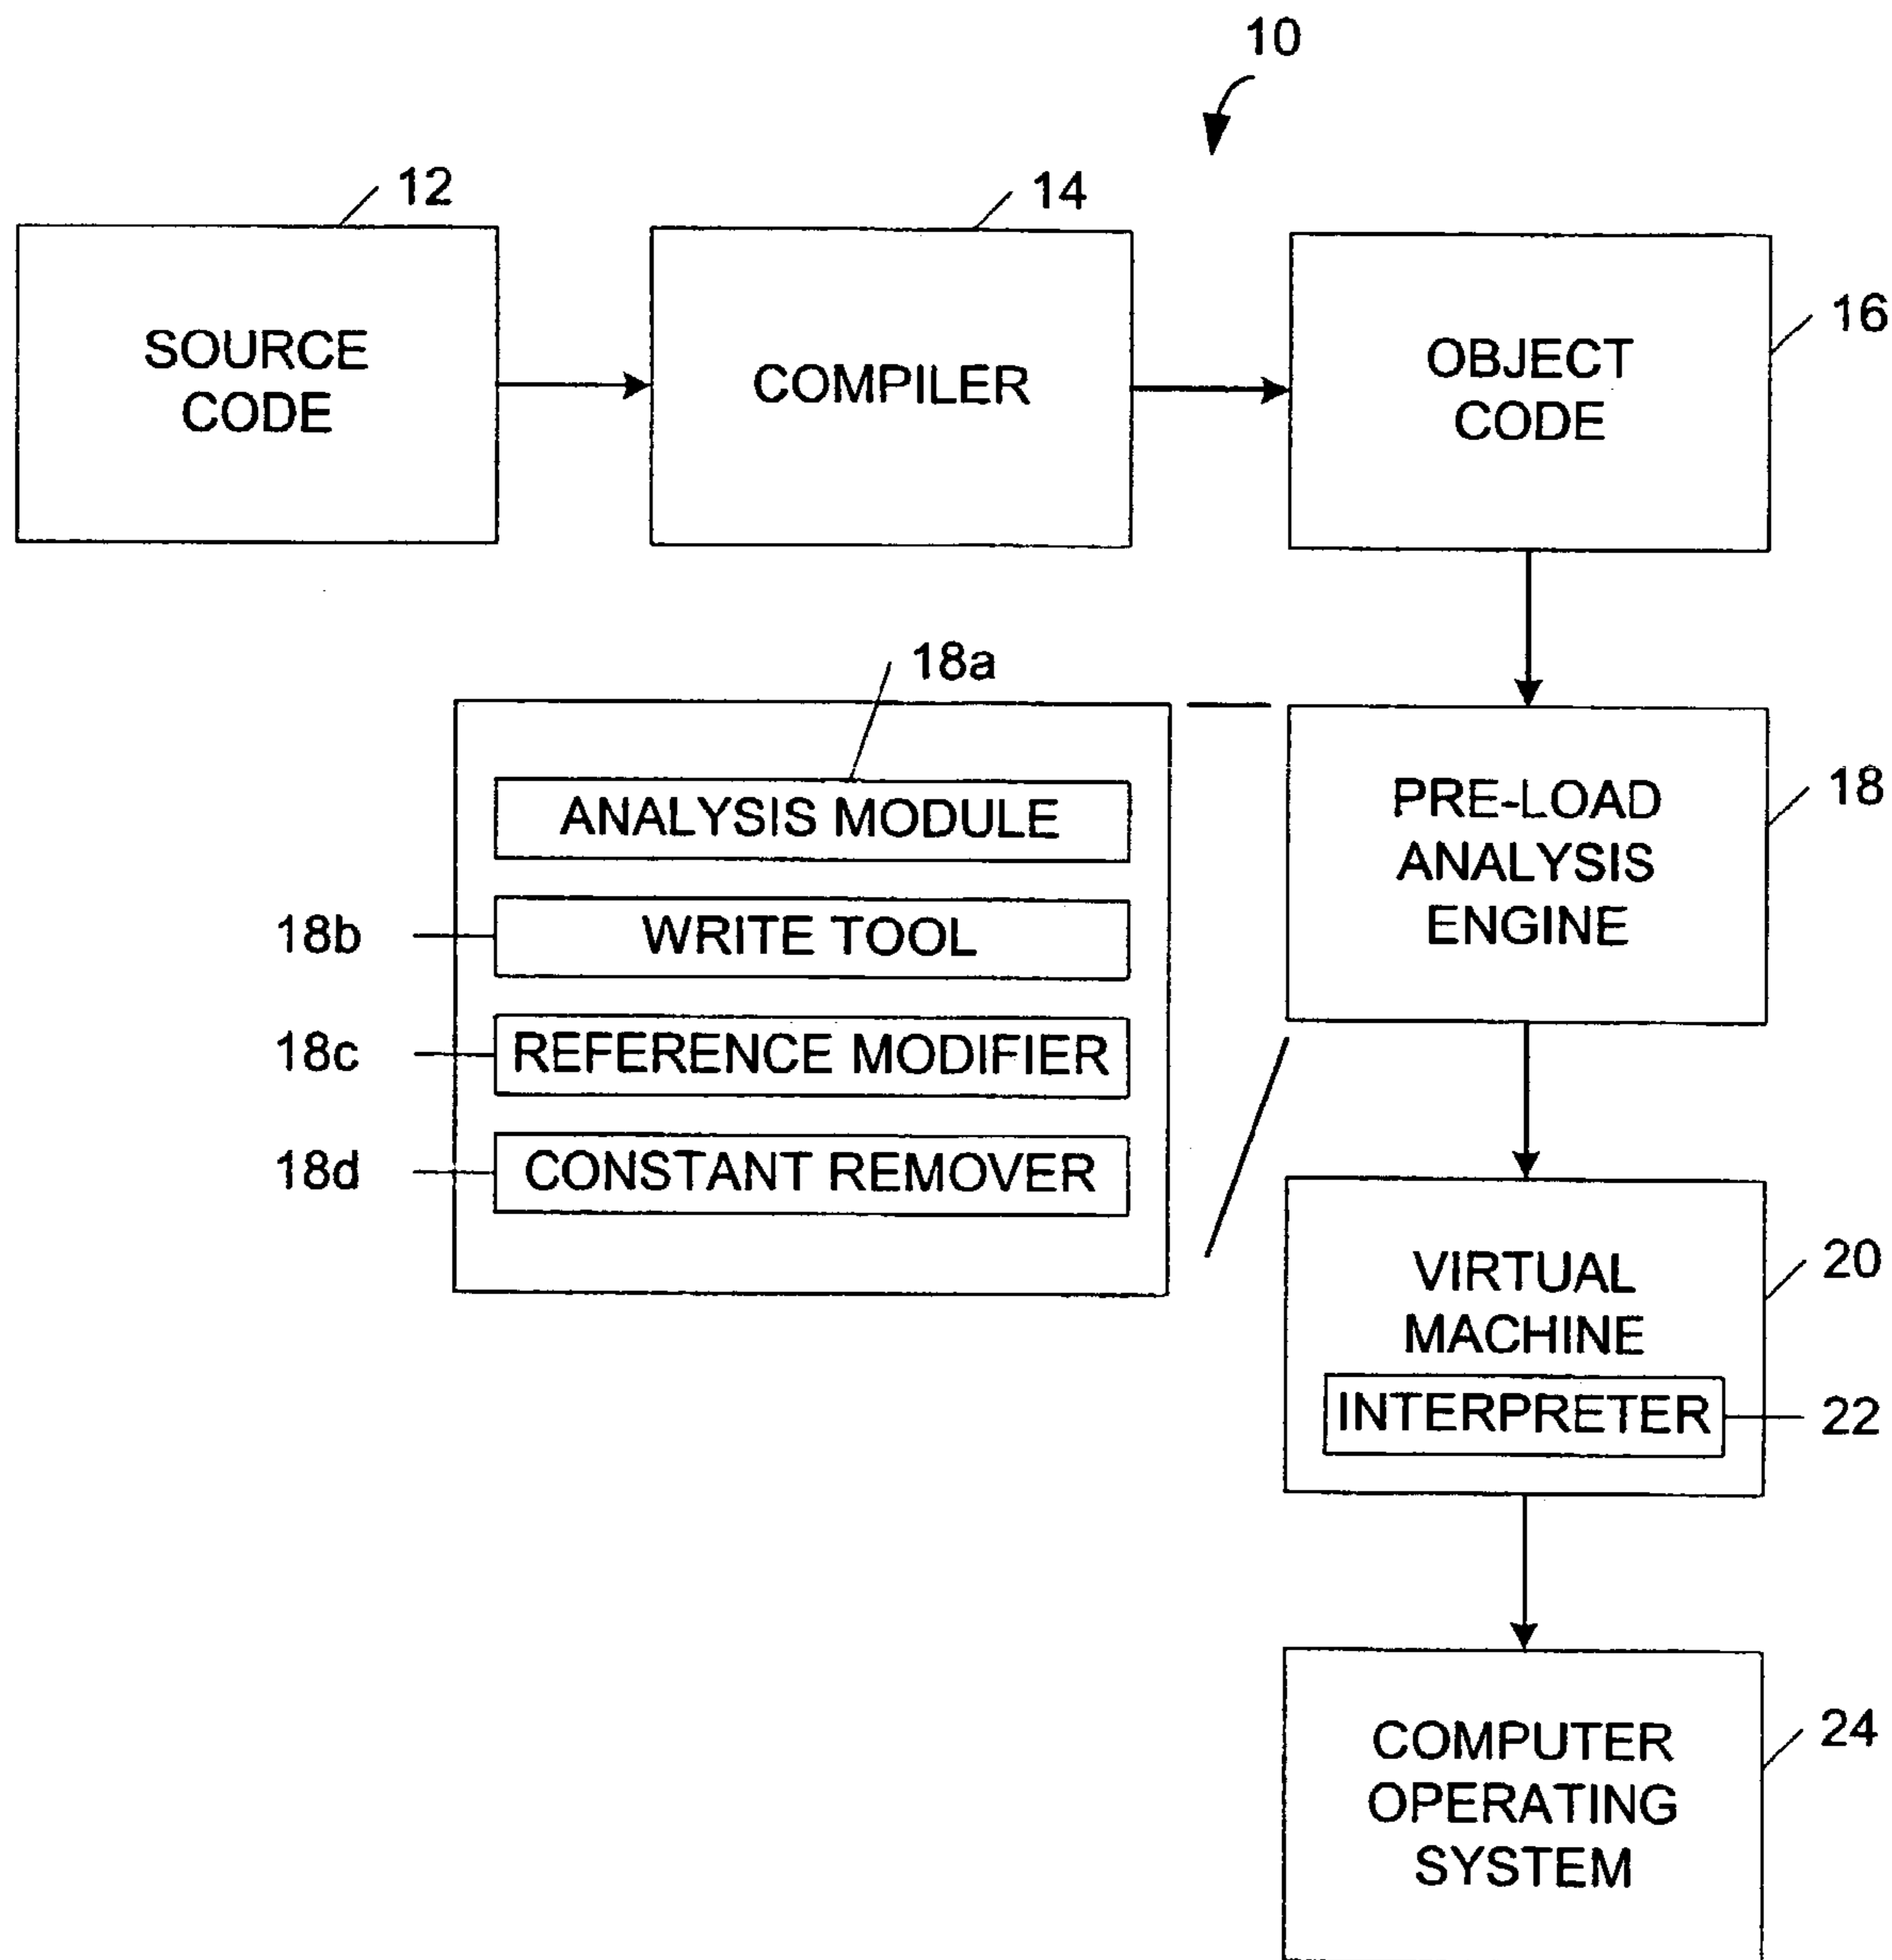 10
12
14
16
SOURCE
CODE
COMPILER
OBJECT
CODE
18a
18
ANALYSIS MODULE
18b
WRITE TOOL
18c
REFERENCE MODIFIER
18d
CONSTANT REMOVER
PRE-LOAD
ANALYSIS
ENGINE
20
VIRTUAL
MACHINE
INTERPRETER
22
24
COMPUTER
OPERATING
SYSTEM